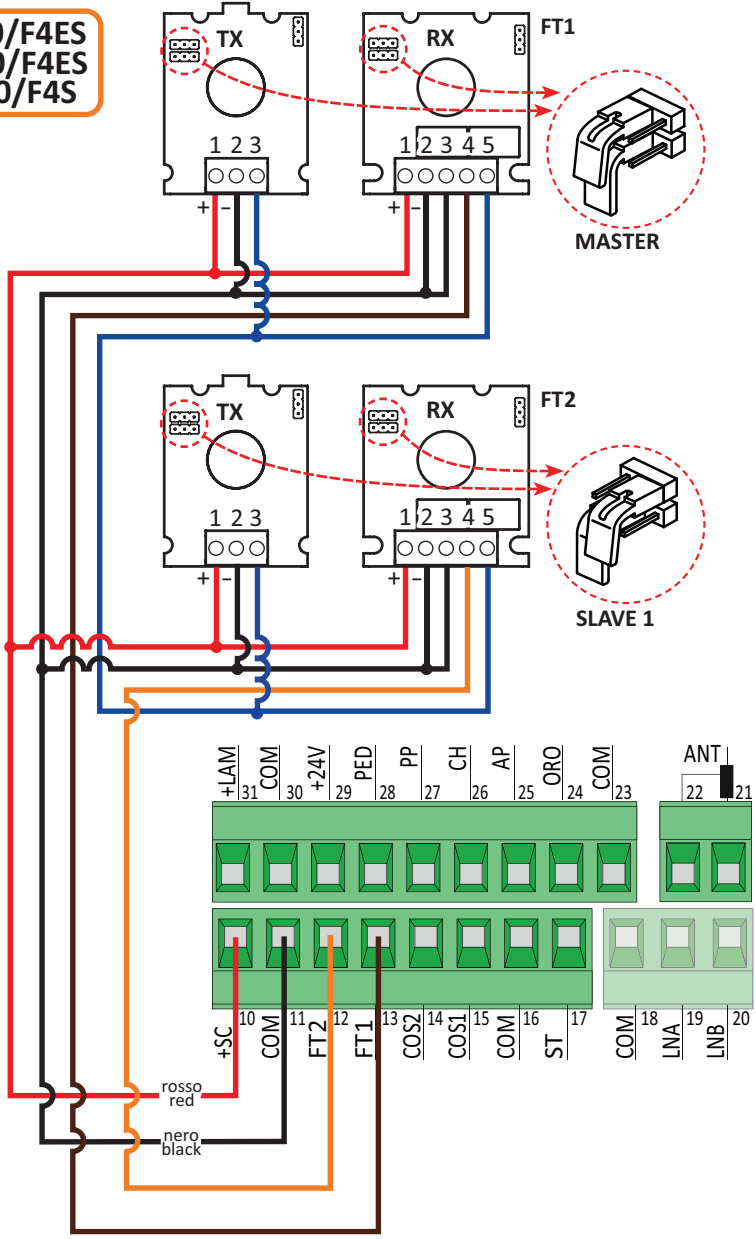 0/F4ES
0/F4ES
0/F4S
TX
RX
FT1
1 2 3
1 2 3 4 5
+ –
+ –
MASTER
TX
RX
FT2
1 2 3
1 2 3 4 5
+ –
+ –
SLAVE 1
+LAM 31
COM 30
+24V 29
PED 28
PP 27
CH 26
AP 25
ORO 24
COM 23
ANT
22
21
+SC 10
COM 11
FT2 12
FT1 13
COS2 14
COS1 15
COM 16
ST 17
COM 18
LNA 19
LNB 20
rosso
red
nero
black